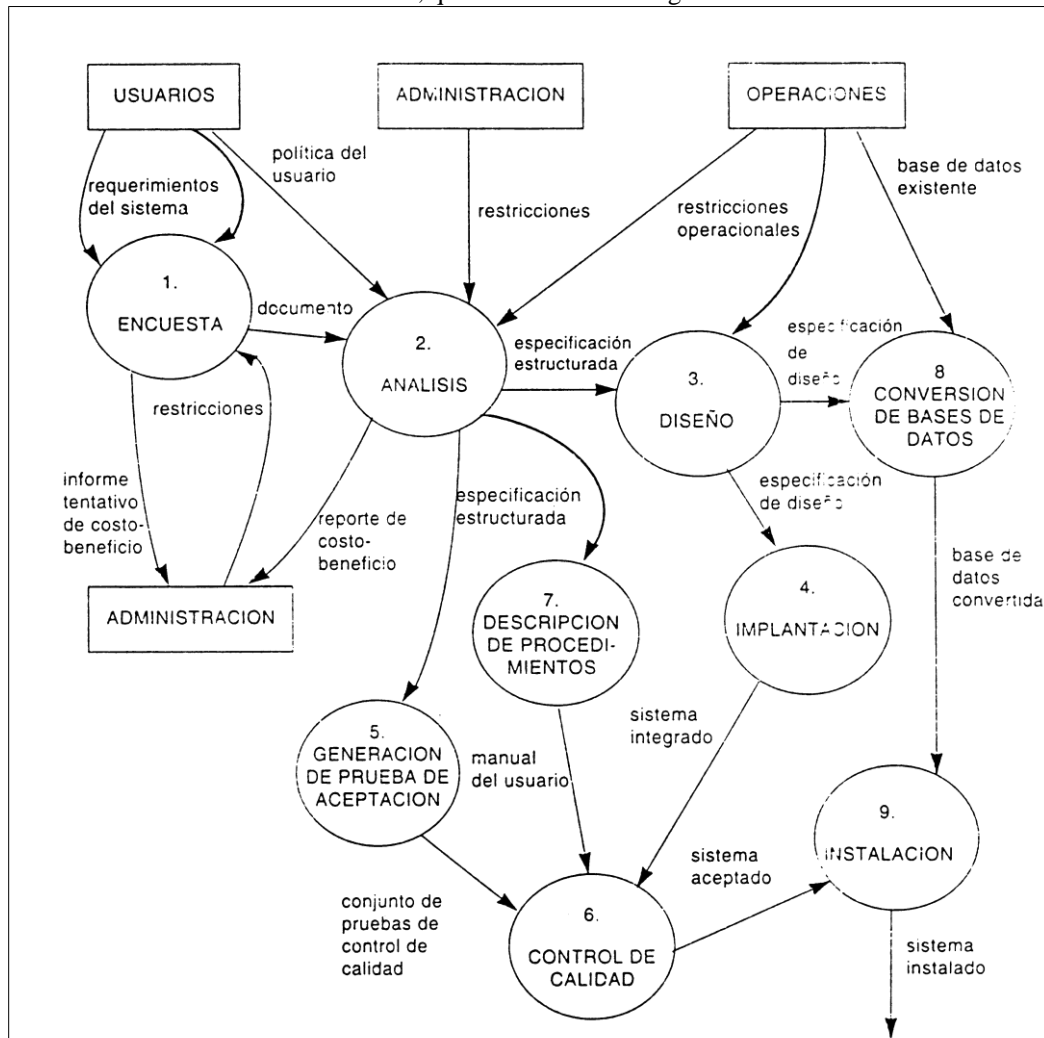 USUARIOS
ADMINISTRACION
OPERACIONES
política del
usuario
base de datos
existente
requerimientos
del sistema
restricciones
restricciones
operacionales
1.
ENCUESTA
documento
2.
ANALISIS
especificación
estructurada
3.
DISEÑO
especificación
de
diseño
8
CONVERSION
DE BASES DE
DATOS
restricciones
informe
tentativo
de costo-
beneficio
reporte de
costo-
beneficio
especificación
estructurada
especificación
de diseño
ADMINISTRACION
7.
DESCRIPCION
DE PROCEDI-
MIENTOS
4.
IMPLANTACION
base de
datos
convertida
5.
GENERACION
DE PRUEBA DE
ACEPTACION
manual
del usuario
sistema
integrado
9.
INSTALACION
conjunto de
pruebas de
control de
calidad
6.
CONTROL DE
CALIDAD
sistema
aceptado
sistema
instalado